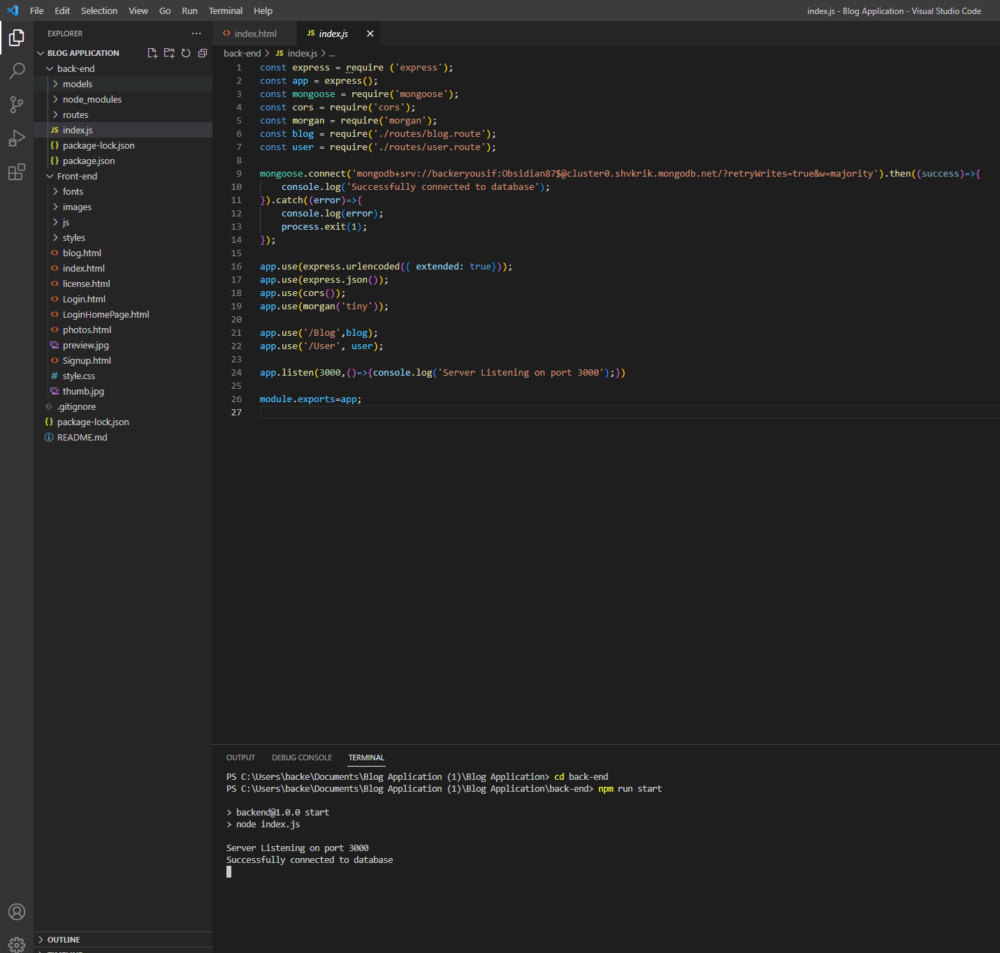 File Edit Selection View Go Run Terminal Help
index.js - Blog Application - Visual Studio Code
EXPLORER
BLOG APPLICATION
back-end
models
node_modules
routes
JS index.js
{} package-lock.json
{} package.json
Front-end
fonts
images
js
styles
<> blog.html
<> index.html
<> license.html
<> Login.html
<> LoginHomePage.html
<> photos.html
preview.jpg
<> Signup.html
# style.css
thumb.jpg
.gitignore
{} package-lock.json
README.md
OUTLINE
<> index.html JS index.js
back-end > JS index.js > ...
1 const express = require ('express');
2 const app = express();
3 const mongoose = require('mongoose');
4 const cors = require('cors');
5 const morgan = require('morgan');
6 const blog = require('./routes/blog.route');
7 const user = require('./routes/user.route');
8
9 mongoose.connect('mongodb+srv://backeryousif:Obsidian87$@cluster0.shvkrik.mongodb.net/?retryWrites=true&w=majority').then((success)=>{
10 console.log('Successfully connected to database');
11 }).catch((error)=>{
12 console.log(error);
13 process.exit(1);
14 });
15
16 app.use(express.urlencoded({ extended: true}));
17 app.use(express.json());
18 app.use(cors());
19 app.use(morgan('tiny'));
20
21 app.use('/Blog',blog);
22 app.use('/User', user);
23
24 app.listen(3000,()=>{console.log('Server Listening on port 3000');})
25
26 module.exports=app;
27
OUTPUT DEBUG CONSOLE TERMINAL
PS C:\Users\backe\Documents\Blog Application (1)\Blog Application> cd back-end
PS C:\Users\backe\Documents\Blog Application (1)\Blog Application\back-end> npm run start
> backend@1.0.0 start
> node index.js
Server Listening on port 3000
Successfully connected to database